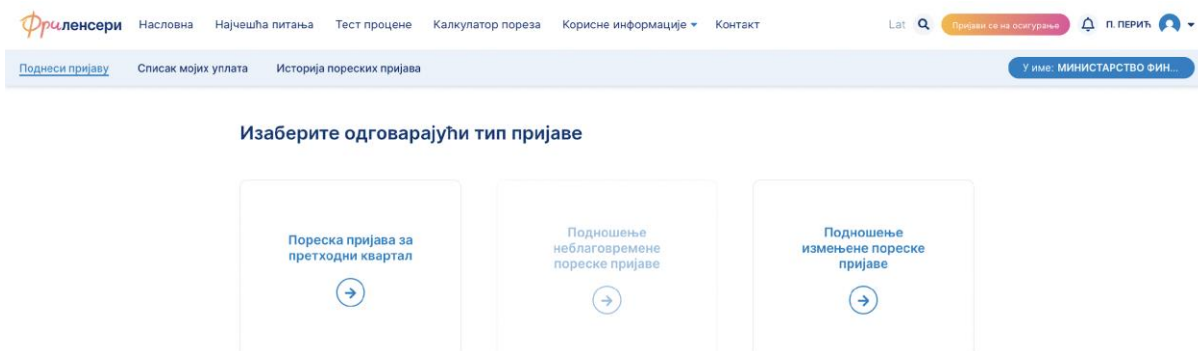 Фриленсери Насловна Најчешћа питања Тест процене Калкулатор пореза Корисне информације Контакт Lat Пријави се на осигурање П. ПЕРИЋ
Поднеси пријаву Списак мојих уплата Историја пореских пријава У име: МИНИСТАРСТВО ФИН...
Изаберите одговарајући тип пријаве
Пореска пријава за
претходни квартал
Подношење
неблаговремене
пореске пријаве
Подношење
измењене пореске
пријаве